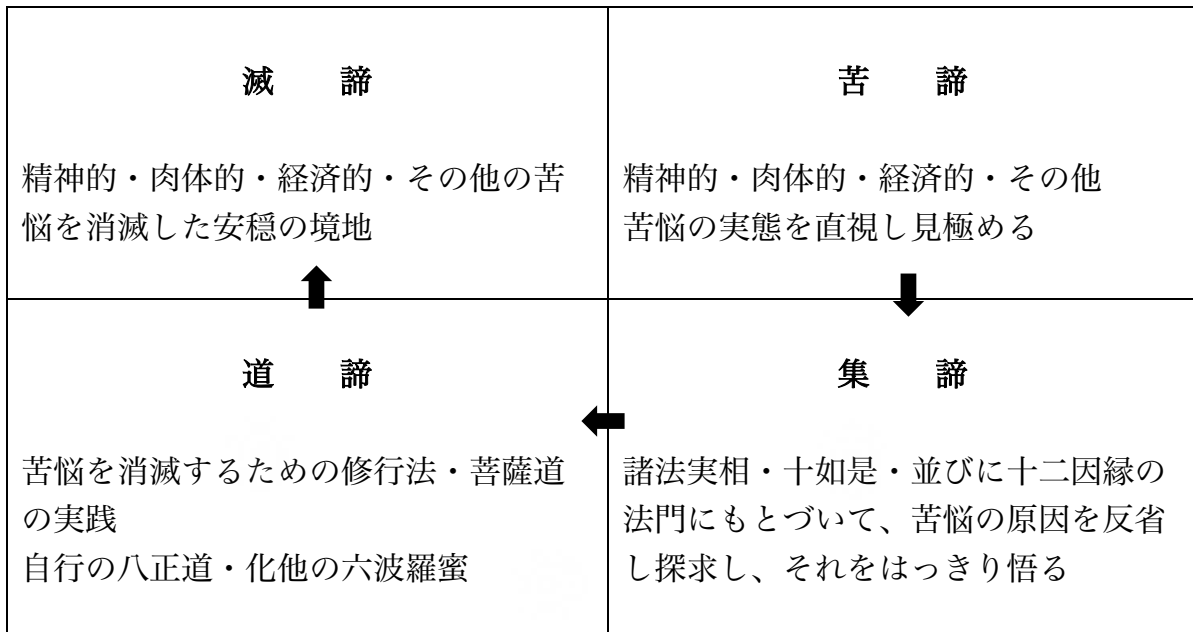 滅　諦
精神的・肉体的・経済的・その他の苦
悩を消滅した安穏の境地
苦　諦
精神的・肉体的・経済的・その他
苦悩の実態を直視し見極める
道　諦
苦悩を消滅するための修行法・菩薩道
の実践
自行の八正道・化他の六波羅蜜
集　諦
諸法実相・十如是・並びに十二因縁の
法門にもとづいて、苦悩の原因を反省
し探求し、それをはっきり悟る